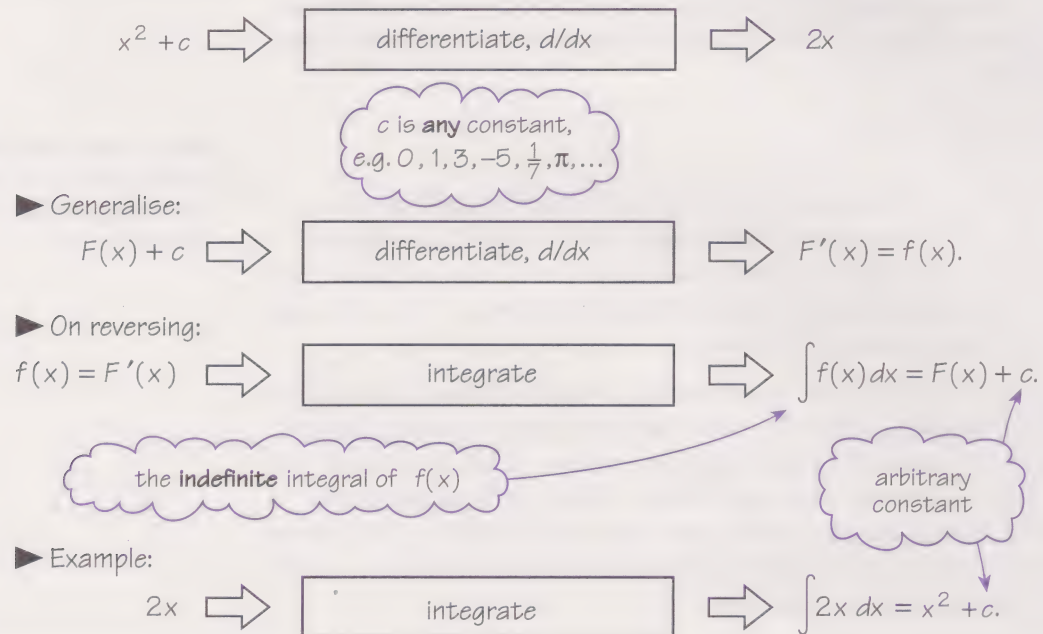 x² + c ⇨ differentiate, d/dx ⇨ 2x
c is any constant,
e.g. 0, 1, 3, −5, 1/7, π, ...
► Generalise:
F(x) + c ⇨ differentiate, d/dx ⇨ F′(x) = f(x).
► On reversing:
f(x) = F′(x) ⇨ integrate ⇨ ∫ f(x) dx = F(x) + c.
the indefinite integral of f(x)
arbitrary
constant
► Example:
2x ⇨ integrate ⇨ ∫ 2x dx = x² + c.